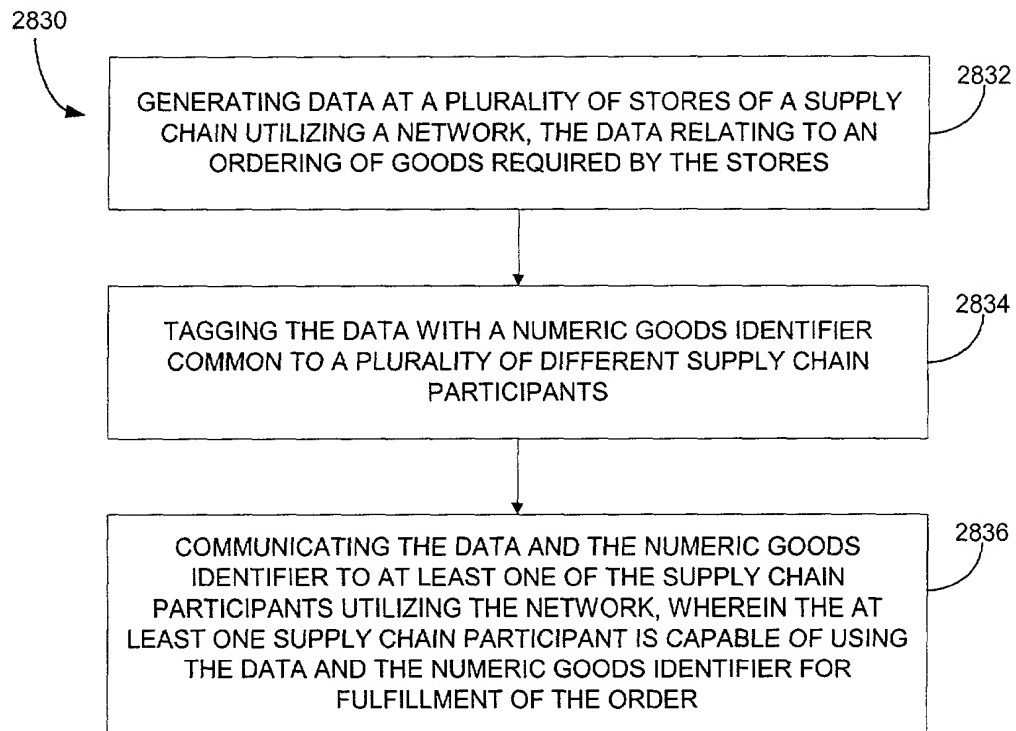 2830
2832
GENERATING DATA AT A PLURALITY OF STORES OF A SUPPLY
CHAIN UTILIZING A NETWORK, THE DATA RELATING TO AN
ORDERING OF GOODS REQUIRED BY THE STORES
2834
TAGGING THE DATA WITH A NUMERIC GOODS IDENTIFIER
COMMON TO A PLURALITY OF DIFFERENT SUPPLY CHAIN
PARTICIPANTS
2836
COMMUNICATING THE DATA AND THE NUMERIC GOODS
IDENTIFIER TO AT LEAST ONE OF THE SUPPLY CHAIN
PARTICIPANTS UTILIZING THE NETWORK, WHEREIN THE AT
LEAST ONE SUPPLY CHAIN PARTICIPANT IS CAPABLE OF USING
THE DATA AND THE NUMERIC GOODS IDENTIFIER FOR
FULFILLMENT OF THE ORDER